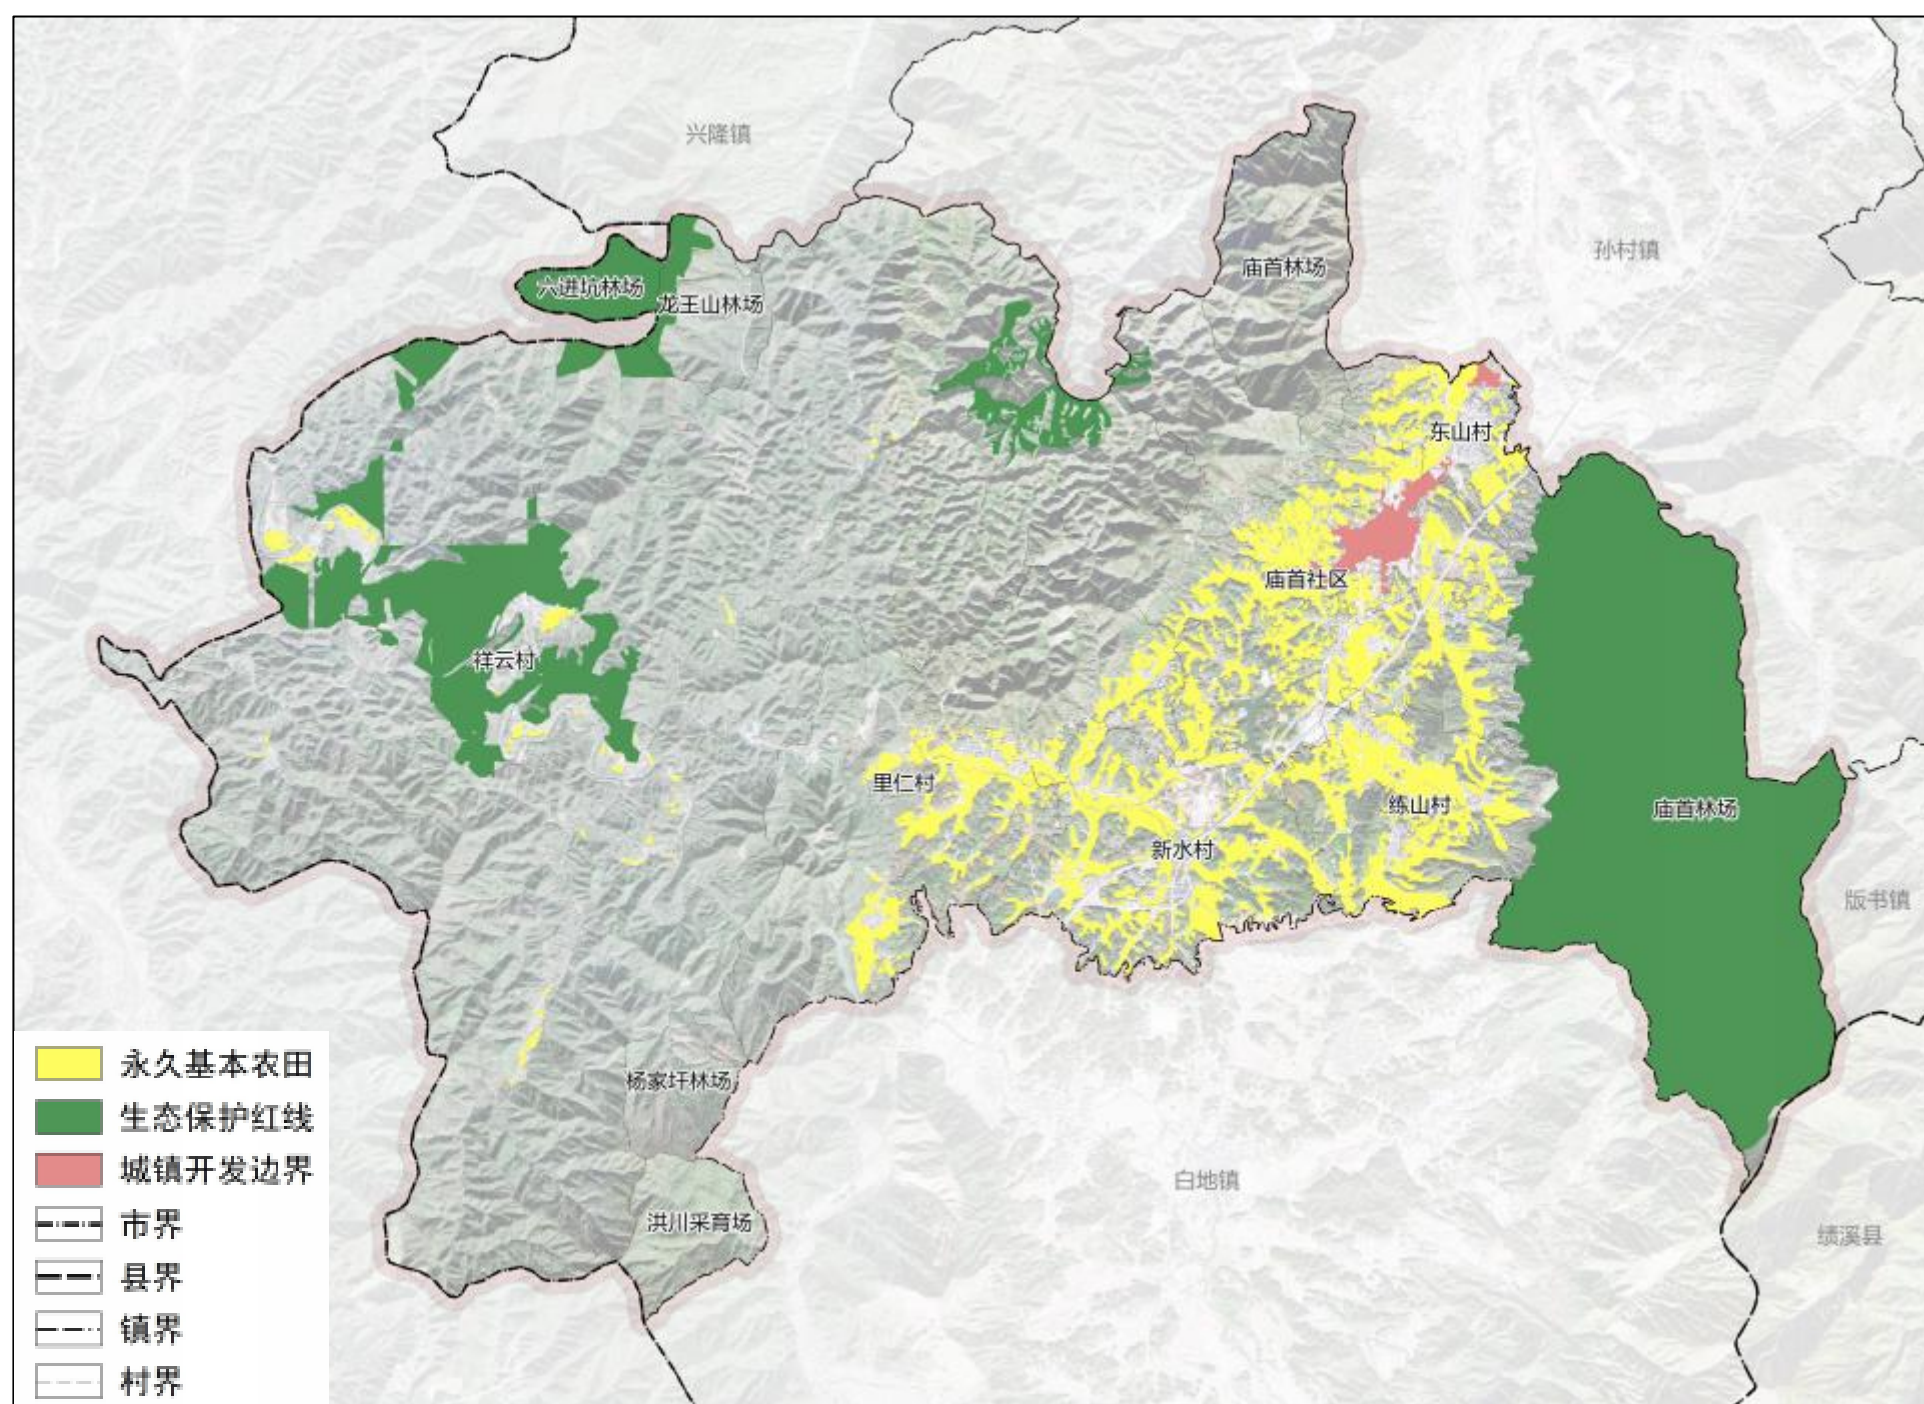 兴隆镇
孙村镇
庙首林场
六进坑林场
龙王山林场
东山村
庙首社区
祥云村
里仁村
练山村
庙首林场
新水村
版书镇
杨家圩林场
白地镇
洪川采育场
绩溪县
永久基本农田
生态保护红线
城镇开发边界
市界
县界
镇界
村界